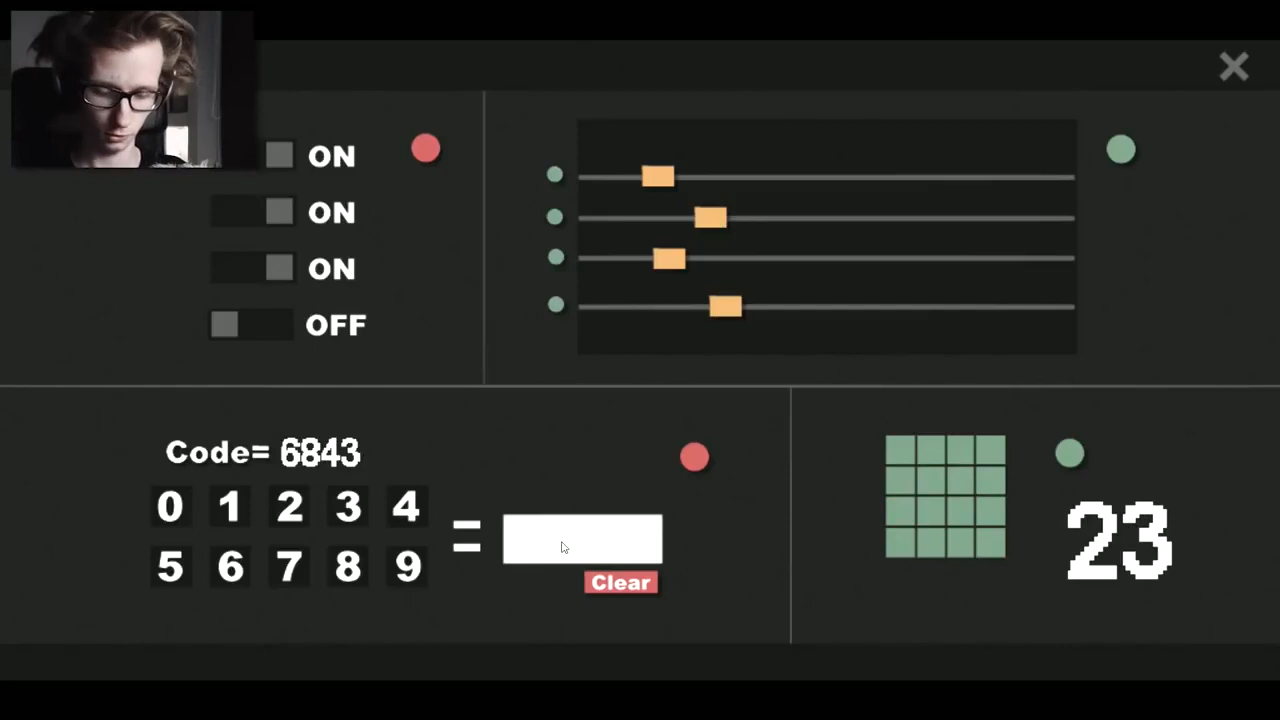 ON
ON
ON
OFF
Code= 6843
0 1 2 3 4
5 6 7 8 9
=
Clear
23